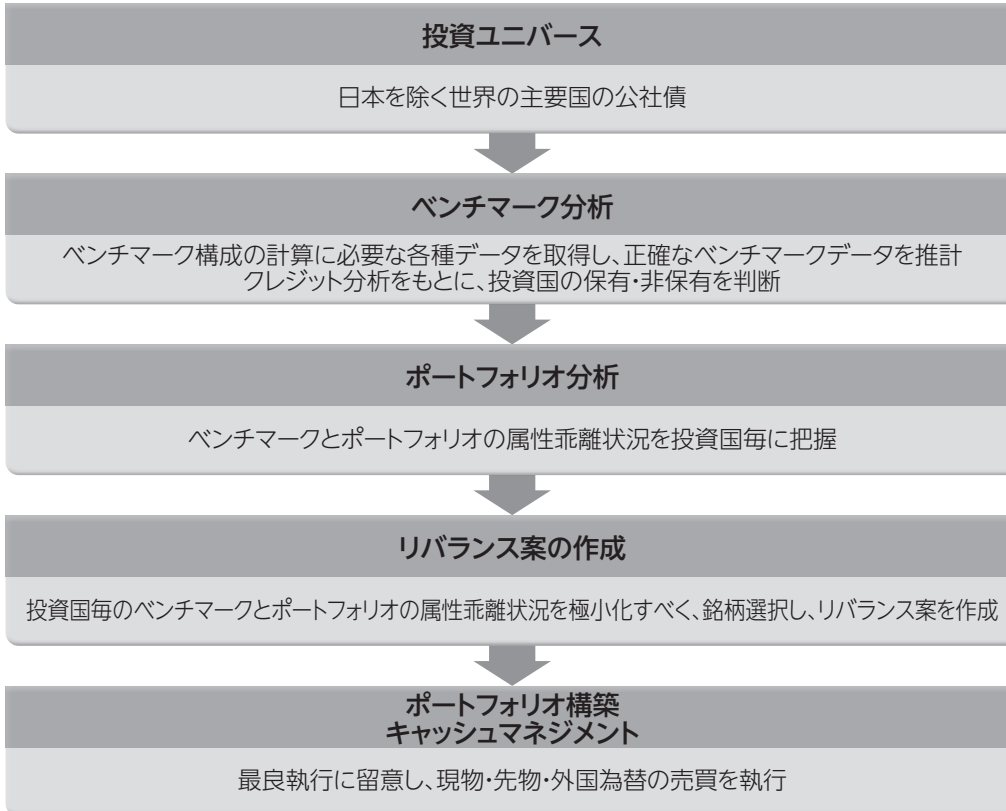 投資ユニバース
日本を除く世界の主要国の公社債
ベンチマーク分析
ベンチマーク構成の計算に必要な各種データを取得し、正確なベンチマークデータを推計
クレジット分析をもとに、投資国の保有・非保有を判断
ポートフォリオ分析
ベンチマークとポートフォリオの属性乖離状況を投資国毎に把握
リバランス案の作成
投資国毎のベンチマークとポートフォリオの属性乖離状況を極小化すべく、銘柄選択し、リバランス案を作成
ポートフォリオ構築
キャッシュマネジメント
最良執行に留意し、現物・先物・外国為替の売買を執行